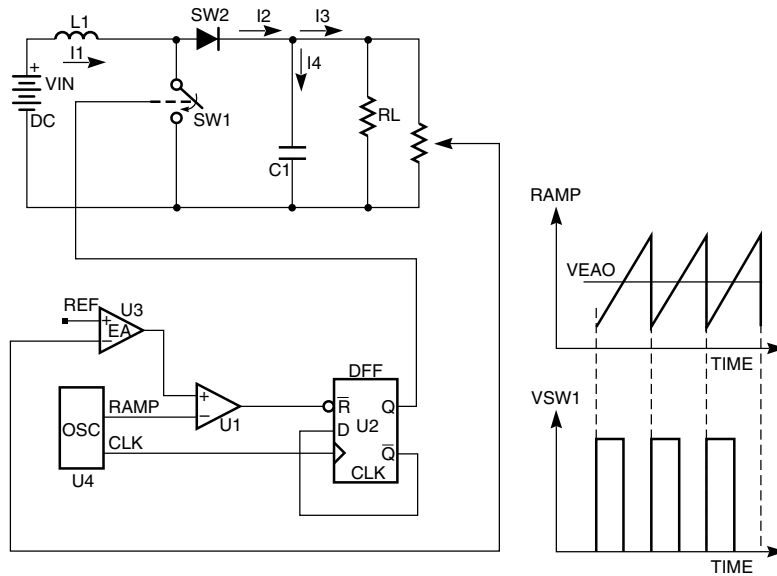 L1
SW2
I2
I3
I1
I4
+
VIN
DC
SW1
RL
C1
RAMP
VEAO
TIME
REF
U3
+
EA
−
DFF
RAMP
+
−
U1
R
Q
D
U2
OSC
CLK
Q
CLK
U4
VSW1
TIME